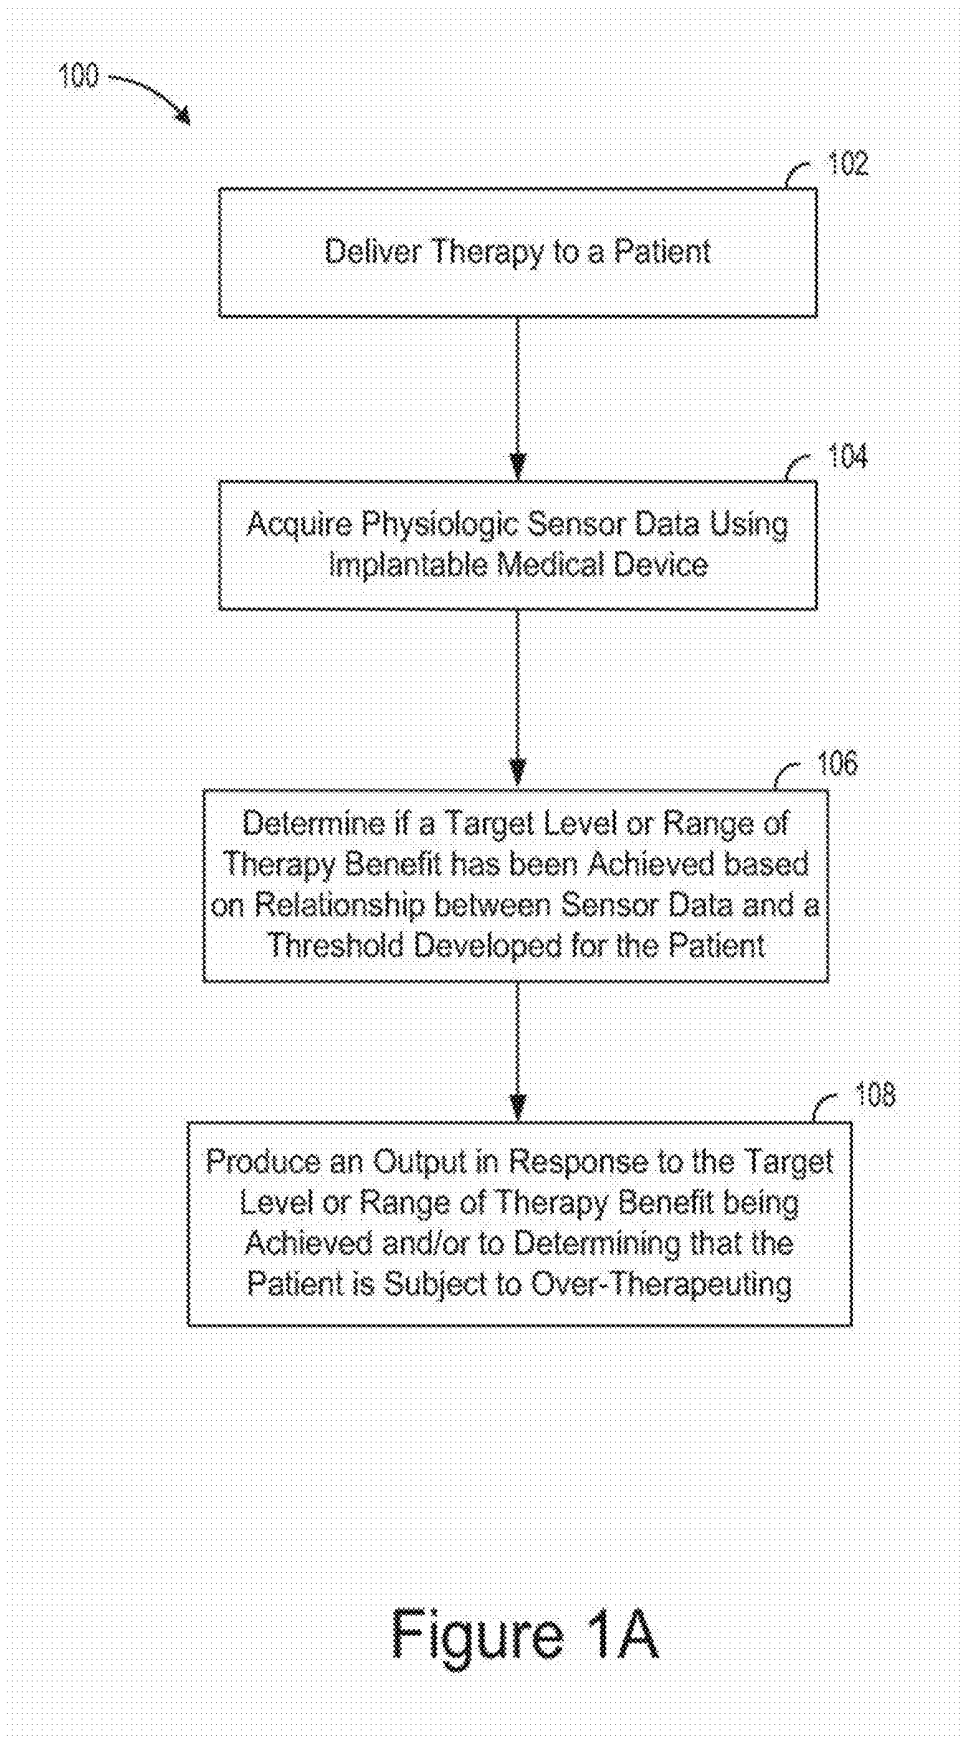 100
102
Deliver Therapy to a Patient
104
Acquire Physiologic Sensor Data Using
Implantable Medical Device
106
Determine if a Target Level or Range of
Therapy Benefit has been Achieved based
on Relationship between Sensor Data and a
Threshold Developed for the Patient
108
Produce an Output in Response to the Target
Level or Range of Therapy Benefit being
Achieved and/or to Determining that the
Patient is Subject to Over-Therapeuting
Figure 1A